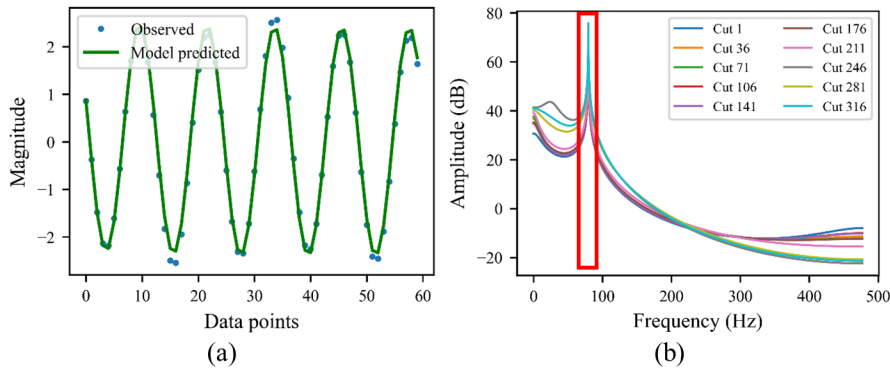 Observed
Model predicted
2
1
0
−1
−2
Magnitude
0
10
20
30
40
50
60
Data points
(a)
80
60
40
20
0
−20
Amplitude (dB)
Cut 1
Cut 36
Cut 71
Cut 106
Cut 141
Cut 176
Cut 211
Cut 246
Cut 281
Cut 316
0
100
200
300
400
500
Frequency (Hz)
(b)